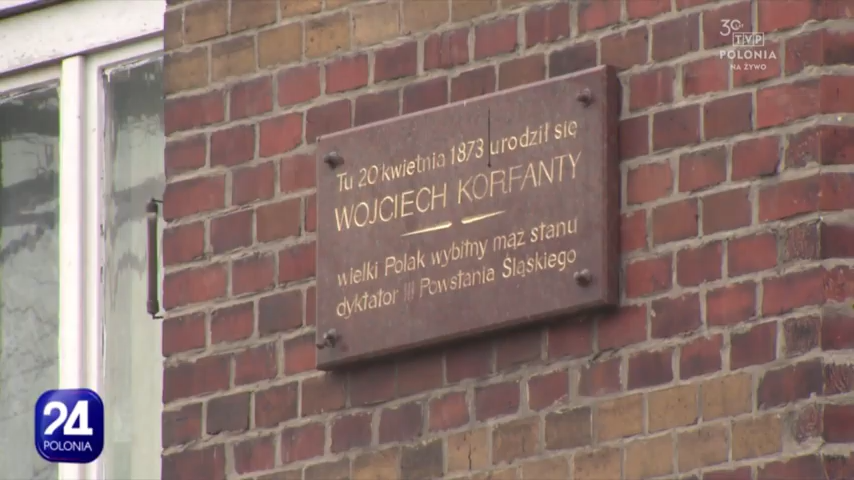 30 lat
TVP
POLONIA
NA ŻYWO
Tu 20 kwietnia 1873 urodził się
WOJCIECH KORFANTY
wielki Polak wybitny mąż stanu
dyktator III Powstania Śląskiego
24
POLONIA